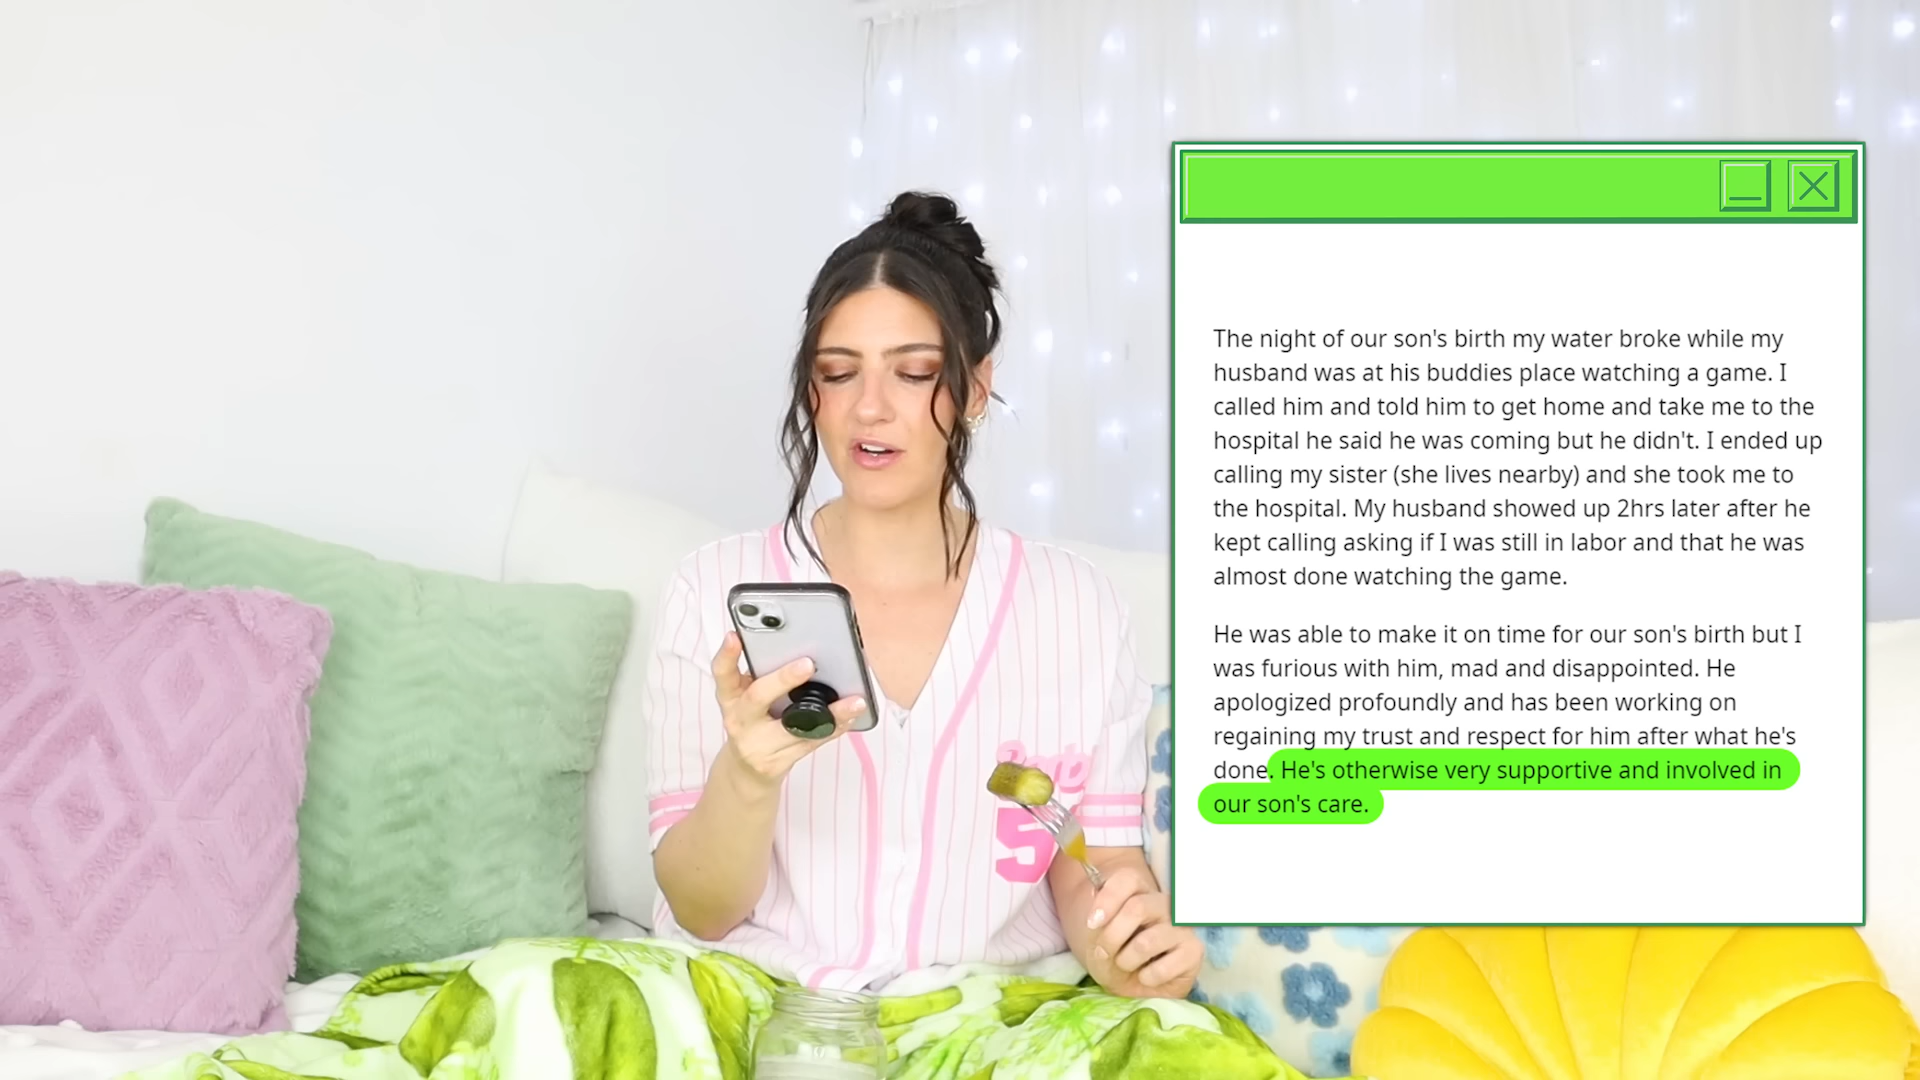 The night of our son's birth my water broke while my
husband was at his buddies place watching a game. I
called him and told him to get home and take me to the
hospital he said he was coming but he didn't. I ended up
calling my sister (she lives nearby) and she took me to
the hospital. My husband showed up 2hrs later after he
kept calling asking if I was still in labor and that he was
almost done watching the game.
He was able to make it on time for our son's birth but I
was furious with him, mad and disappointed. He
apologized profoundly and has been working on
regaining my trust and respect for him after what he's
done. He's otherwise very supportive and involved in
our son's care.
Barbie
5